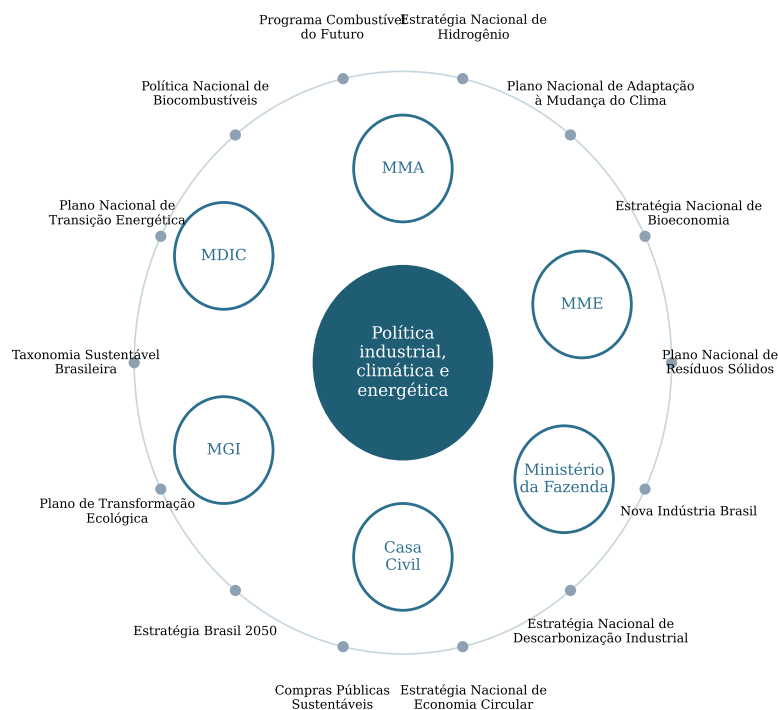 Programa Combustível
do Futuro
Estratégia Nacional de
Hidrogênio
Política Nacional de
Biocombustíveis
Plano Nacional de Adaptação
à Mudança do Clima
MMA
Plano Nacional de
Transição Energética
Estratégia Nacional de
Bioeconomia
MDIC
MME
Política
industrial,
climática e
energética
Taxonomia Sustentável
Brasileira
Plano Nacional de
Resíduos Sólidos
MGI
Ministério
da Fazenda
Plano de Transformação
Ecológica
Nova Indústria Brasil
Casa
Civil
Estratégia Brasil 2050
Estratégia Nacional de
Descarbonização Industrial
Compras Públicas
Sustentáveis
Estratégia Nacional de
Economia Circular